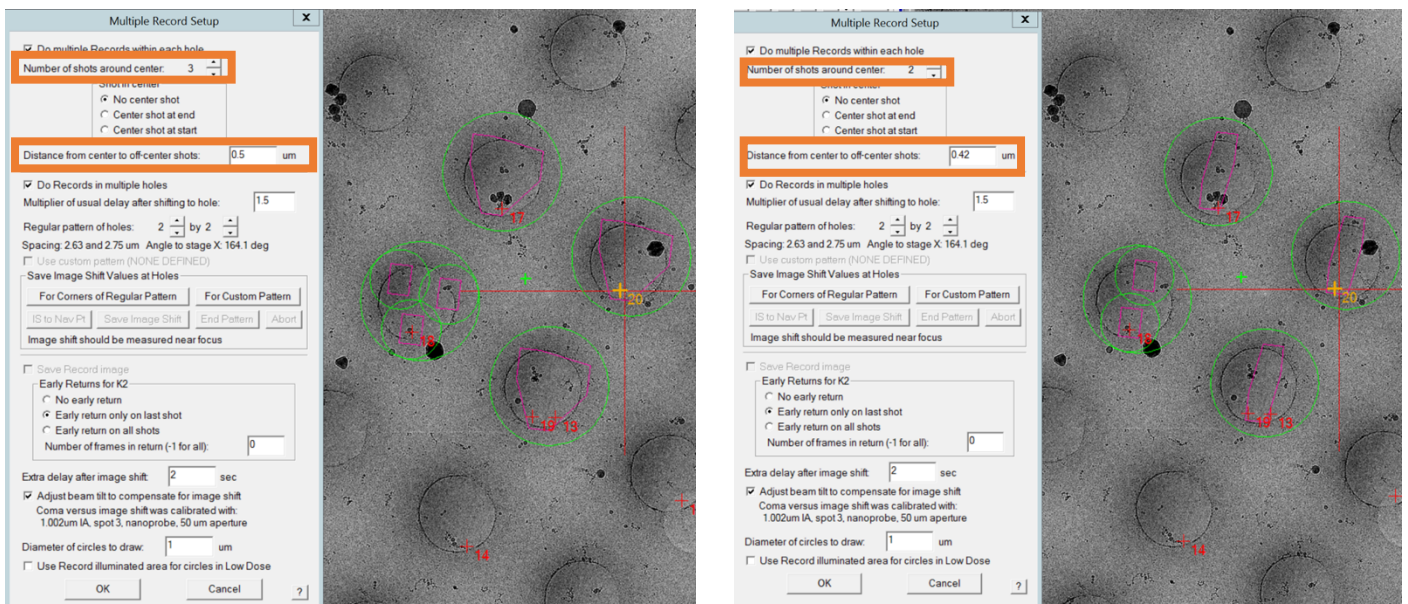 Multiple Record Setup
X
Do multiple Records within each hole
Number of shots around center: 3
Shot in center
No center shot
Center shot at end
Center shot at start
Distance from center to off-center shots: 0.5 um
Do Records in multiple holes
Multiplier of usual delay after shifting to hole: 1.5
Regular pattern of holes: 2 by 2
Spacing: 2.63 and 2.75 um Angle to stage X: 164.1 deg
Use custom pattern (NONE DEFINED)
Save Image Shift Values at Holes
For Corners of Regular Pattern For Custom Pattern
IS to Nav Pt Save Image Shift End Pattern Abort
Image shift should be measured near focus
Save Record image
Early Returns for K2
No early return
Early return only on last shot
Early return on all shots
Number of frames in return (-1 for all): 0
Extra delay after image shift: 2 sec
Adjust beam tilt to compensate for image shift
Coma versus image shift was calibrated with:
1.002um IA, spot 3, nanoprobe, 50 um aperture
Diameter of circles to draw: 1 um
Use Record illuminated area for circles in Low Dose
OK Cancel ?
17
20
18
19 13
14
Multiple Record Setup
X
Do multiple Records within each hole
Number of shots around center: 2
Shot in center
No center shot
Center shot at end
Center shot at start
Distance from center to off-center shots: 0.42 um
Do Records in multiple holes
Multiplier of usual delay after shifting to hole: 1.5
Regular pattern of holes: 2 by 2
Spacing: 2.63 and 2.75 um Angle to stage X: 164.1 deg
Use custom pattern (NONE DEFINED)
Save Image Shift Values at Holes
For Corners of Regular Pattern For Custom Pattern
IS to Nav Pt Save Image Shift End Pattern Abort
Image shift should be measured near focus
Save Record image
Early Returns for K2
No early return
Early return only on last shot
Early return on all shots
Number of frames in return (-1 for all): 0
Extra delay after image shift: 2 sec
Adjust beam tilt to compensate for image shift
Coma versus image shift was calibrated with:
1.002um IA, spot 3, nanoprobe, 50 um aperture
Diameter of circles to draw: 1 um
Use Record illuminated area for circles in Low Dose
OK Cancel ?
17
20
18
19 13
14